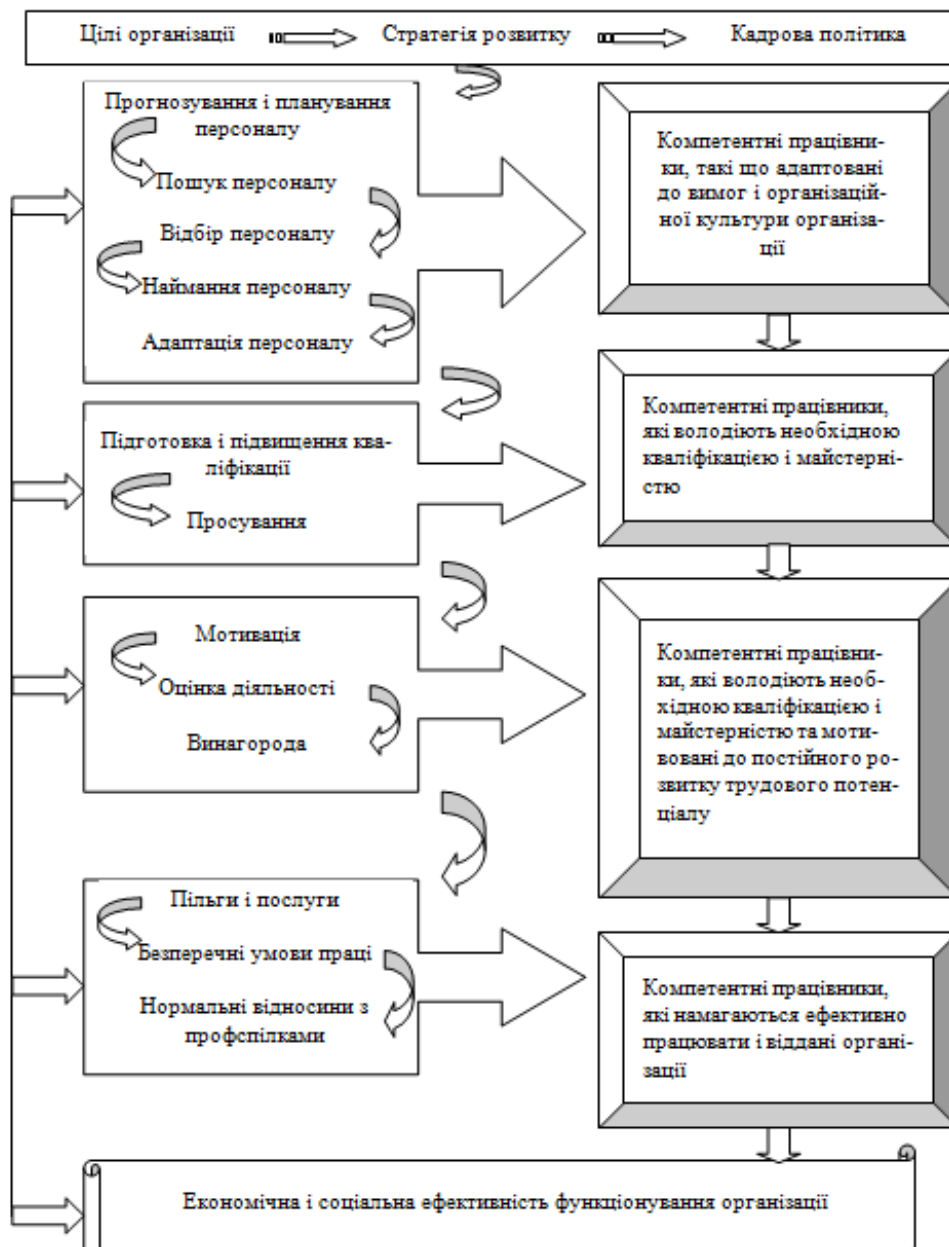 Цілі організації Стратегія розвитку Кадрова політика
Прогнозування і планування
персоналу
Пошук персоналу
Відбір персоналу
Наймання персоналу
Адаптація персоналу
Компетентні працівни-
ки, такі що адаптовані
до вимог і організацій-
ної культури організа-
ції
Підготовка і підвищення ква-
ліфікації
Просування
Компетентні працівники,
які володіють необхідною
кваліфікацією і майстерні-
стю
Мотивація
Оцінка діяльності
Винагорода
Компетентні працівни-
ки, які володіють необ-
хідною кваліфікацією і
майстерністю та моти-
вовані до постійного ро-
звитку трудового потен-
ціалу
Пільги і послуги
Безперечні умови праці
Нормальні відносини з
профспілками
Компетентні працівники,
які намагаються ефективно
працювати і віддані органі-
зації
Економічна і соціальна ефективність функціонування організації